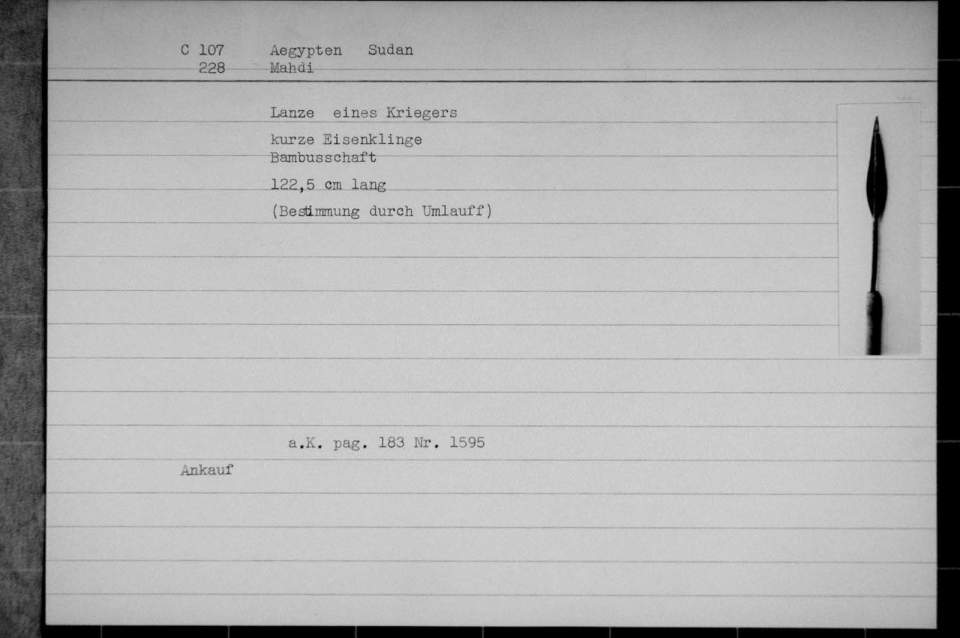 C 107 Aegypten Sudan
228 Mahdi
Lanze eines Kriegers
kurze Eisenklinge
Bambusschaft
122,5 cm lang
(Bestimmung durch Umlauff)
a.K. pag. 183 Nr. 1595
Ankauf